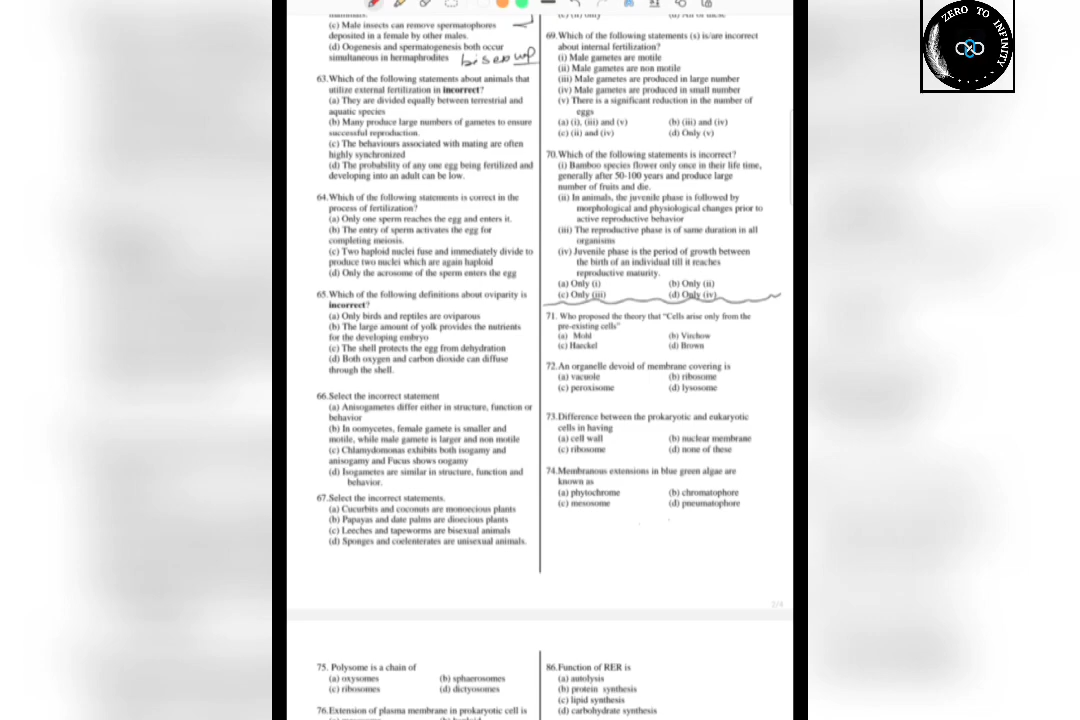 (c) Male insects can remove spermatophores
deposited in a female by other males.
(d) Oogenesis and spermatogenesis both occur
simultaneous in hermaphrodites
63.Which of the following statements about animals that
utilize external fertilization in incorrect?
(a) They are divided equally between terrestrial and
aquatic species
(b) Many produce large numbers of gametes to ensure
successful reproduction.
(c) The behaviours associated with mating are often
highly synchronized
(d) The probability of any one egg being fertilized and
developing into an adult can be low.
64.Which of the following statements is correct in the
process of fertilization?
(a) Only one sperm reaches the egg and enters it.
(b) The entry of sperm activates the egg for
completing meiosis.
(c) Two haploid nuclei fuse and immediately divide to
produce two nuclei which are again haploid
(d) Only the acrosome of the sperm enters the egg
65.Which of the following definitions about oviparity is
incorrect?
(a) Only birds and reptiles are oviparous
(b) The large amount of yolk provides the nutrients
for the developing embryo
(c) The shell protects the egg from dehydration
(d) Both oxygen and carbon dioxide can diffuse
through the shell.
66.Select the incorrect statement
(a) Anisogametes differ either in structure, function or
behavior
(b) In oomycetes, female gamete is smaller and
motile, while male gamete is larger and non motile
(c) Chlamydomonas exhibits both isogamy and
anisogamy and Fucus shows oogamy
(d) Isogametes are similar in structure, function and
behavior.
67.Select the incorrect statements.
(a) Cucurbits and coconuts are monoecious plants
(b) Papayas and date palms are dioecious plants
(c) Leeches and tapeworms are bisexual animals
(d) Sponges and coelenterates are unisexual animals.
69.Which of the following statements (s) is/are incorrect
about internal fertilization?
(i) Male gametes are motile
(ii) Male gametes are non motile
(iii) Male gametes are produced in large number
(iv) Male gametes are produced in small number
(v) There is a significant reduction in the number of
eggs
(a) (i), (iii) and (v) (b) (iii) and (iv)
(c) (ii) and (iv) (d) Only (v)
70.Which of the following statements is incorrect?
(i) Bamboo species flower only once in their life time,
generally after 50-100 years and produce large
number of fruits and die.
(ii) In animals, the juvenile phase is followed by
morphological and physiological changes prior to
active reproductive behavior
(iii) The reproductive phase is of same duration in all
organisms
(iv) Juvenile phase is the period of growth between
the birth of an individual till it reaches
reproductive maturity.
(a) Only (i) (b) Only (ii)
(c) Only (iii) (d) Only (iv)
71. Who proposed the theory that "Cells arise only from the
pre-existing cells"
(a) Mohl (b) Virchow
(c) Haeckel (d) Brown
72.An organelle devoid of membrane covering is
(a) vacuole (b) ribosome
(c) peroxisome (d) lysosome
73.Difference between the prokaryotic and eukaryotic
cells in having
(a) cell wall (b) nuclear membrane
(c) ribosome (d) none of these
74.Membranous extensions in blue green algae are
known as
(a) phytochrome (b) chromatophore
(c) mesosome (d) pneumatophore
2/4
75. Polysome is a chain of
(a) oxysomes (b) sphaerosomes
(c) ribosomes (d) dictyosomes
76.Extension of plasma membrane in prokaryotic cell is
86.Function of RER is
(a) autolysis
(b) protein synthesis
(c) lipid synthesis
(d) carbohydrate synthesis
ZERO TO INFINITY